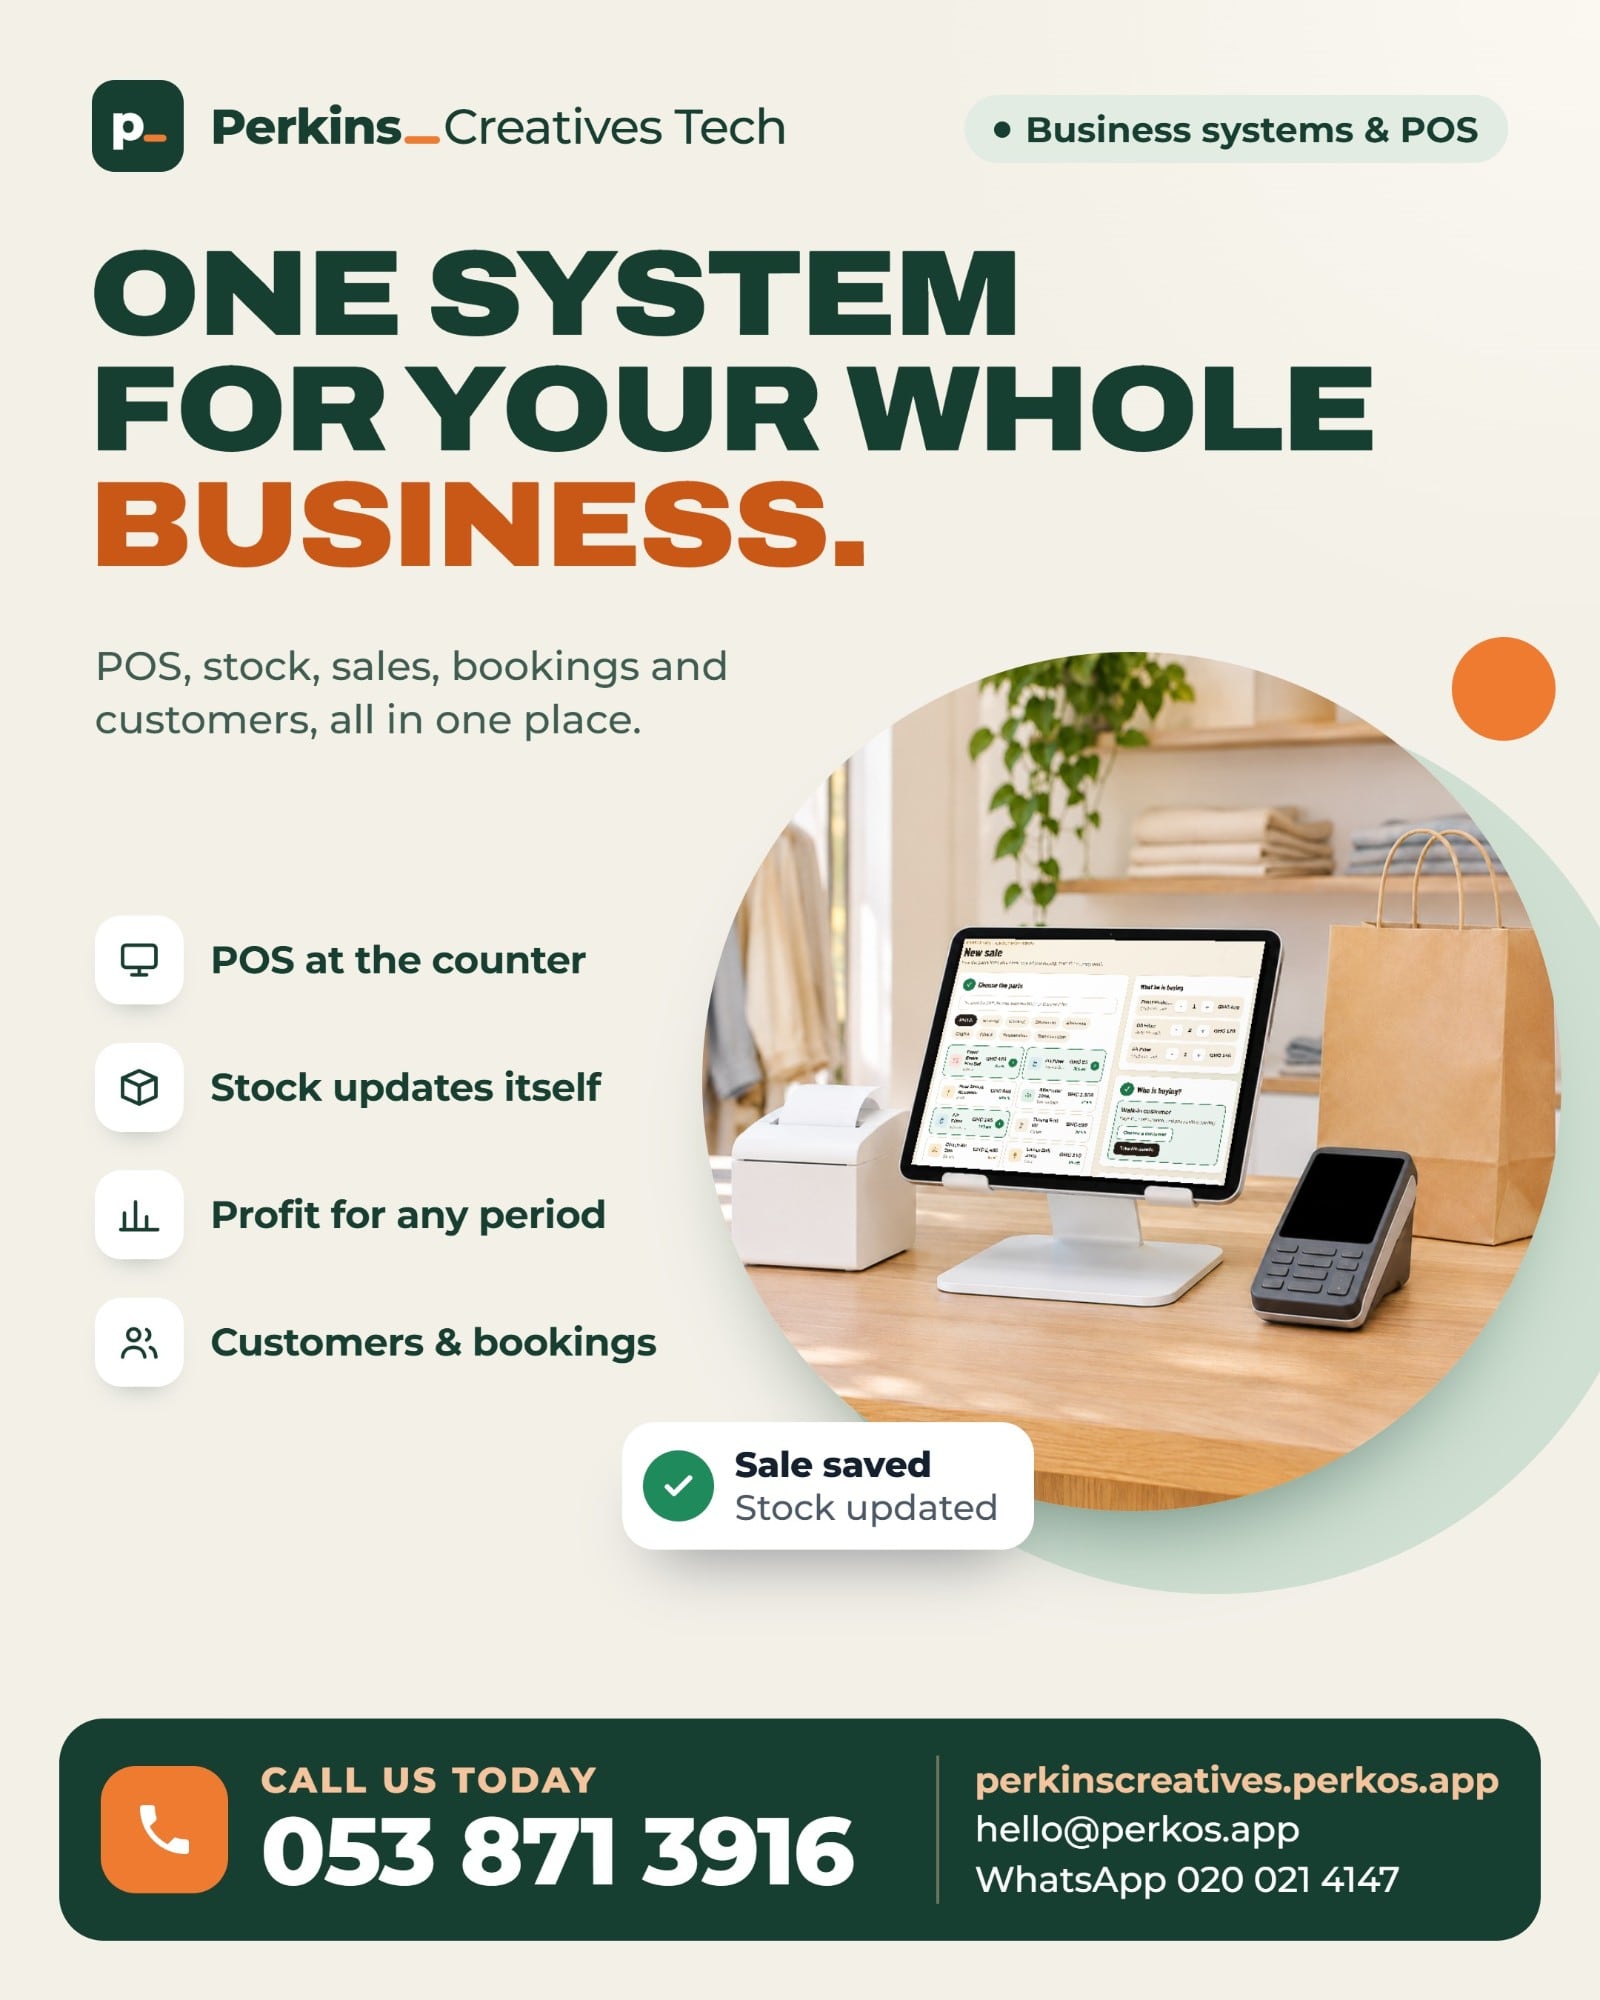 p_
Perkins_Creatives Tech
Business systems & POS
ONE SYSTEM
FOR YOUR WHOLE
BUSINESS.
POS, stock, sales, bookings and
customers, all in one place.
POS at the counter
Stock updates itself
Profit for any period
Customers & bookings
New sale
Choose the parts
What he is buying
Who is buying?
Walk-in customer
Sale saved
Stock updated
CALL US TODAY
053 871 3916
perkinscreatives.perkos.app
hello@perkos.app
WhatsApp 020 021 4147